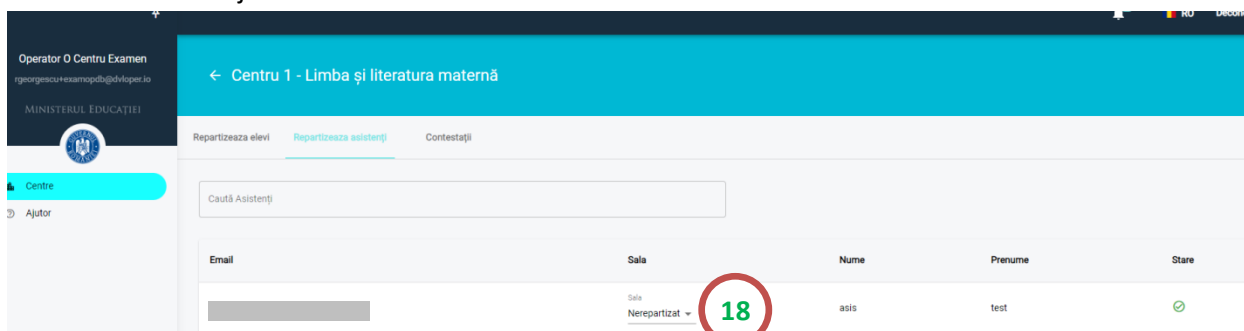 RO
Operator O Centru Examen
rgeorgescu+examopdb@dvloper.io
MINISTERUL EDUCAȚIEI
Centre
Ajutor
← Centru 1 - Limba și literatura maternă
Repartizeaza elevi Repartizeaza asistenți Contestații
Caută Asistenți
Email Sala Nume Prenume Stare
Sala
Nerepartizat 18 asis test